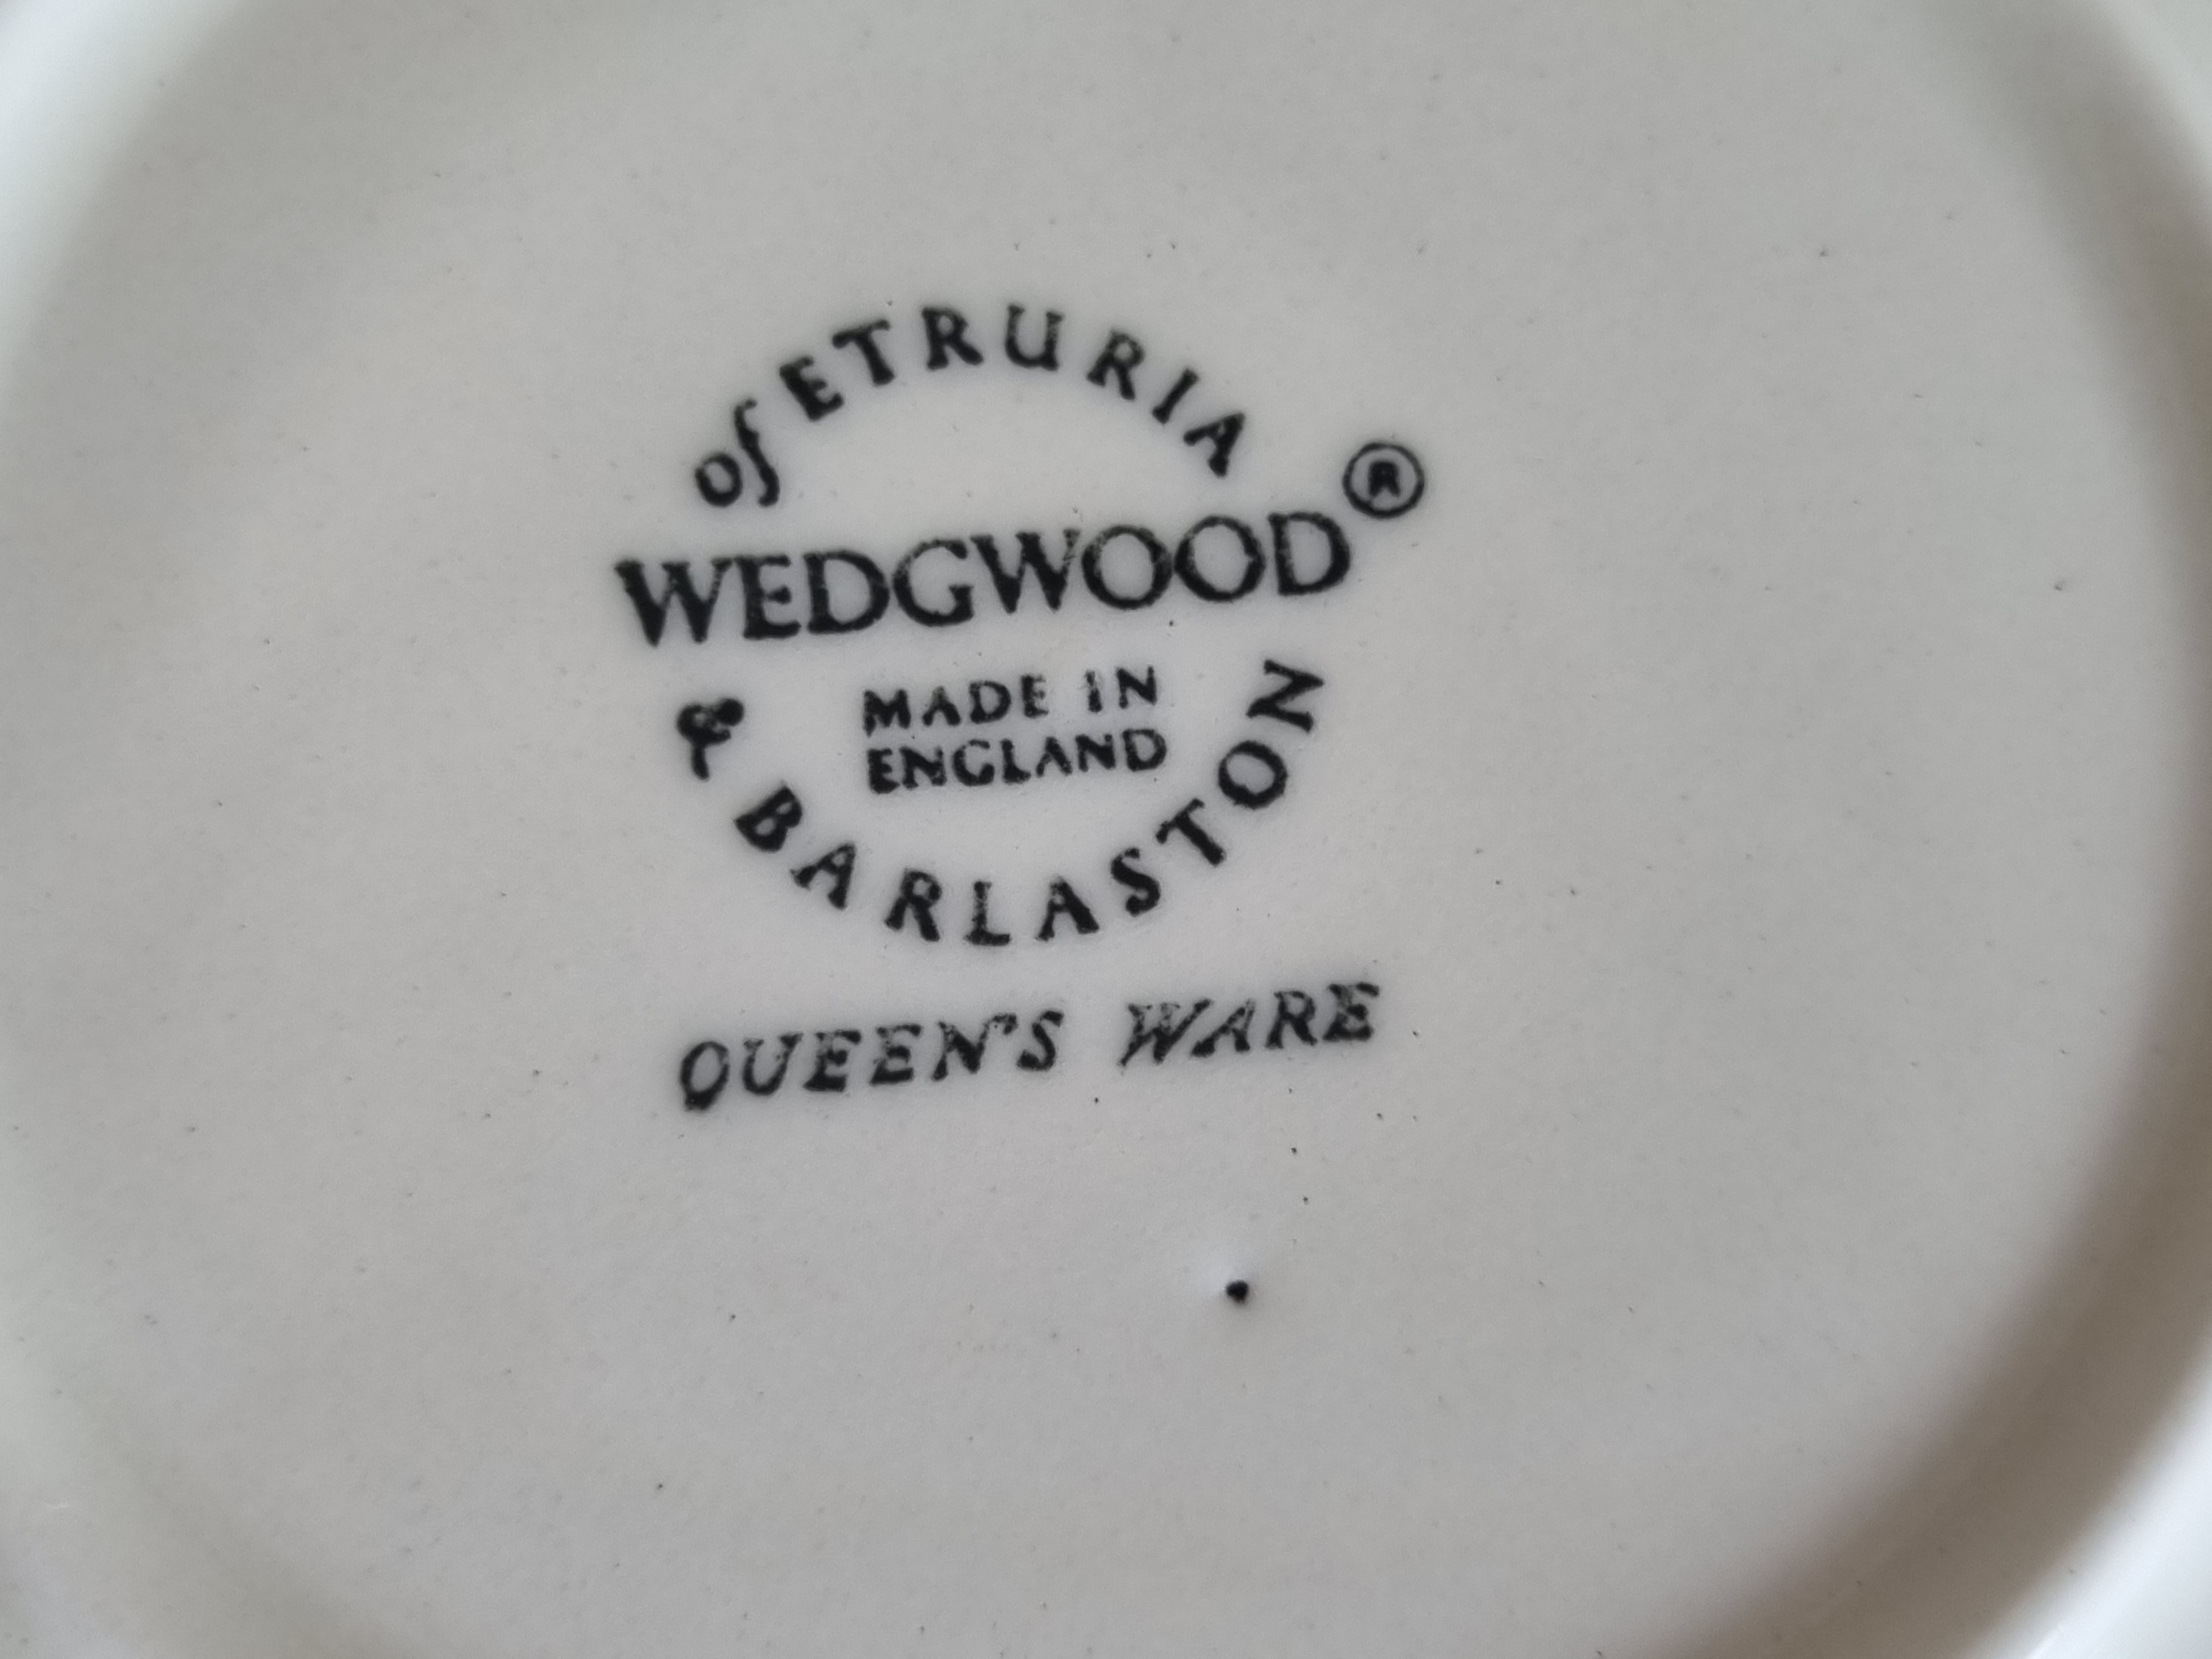 of ETRURIA
WEDGWOOD®
MADE IN
ENGLAND
& BARLASTON
QUEEN'S WARE